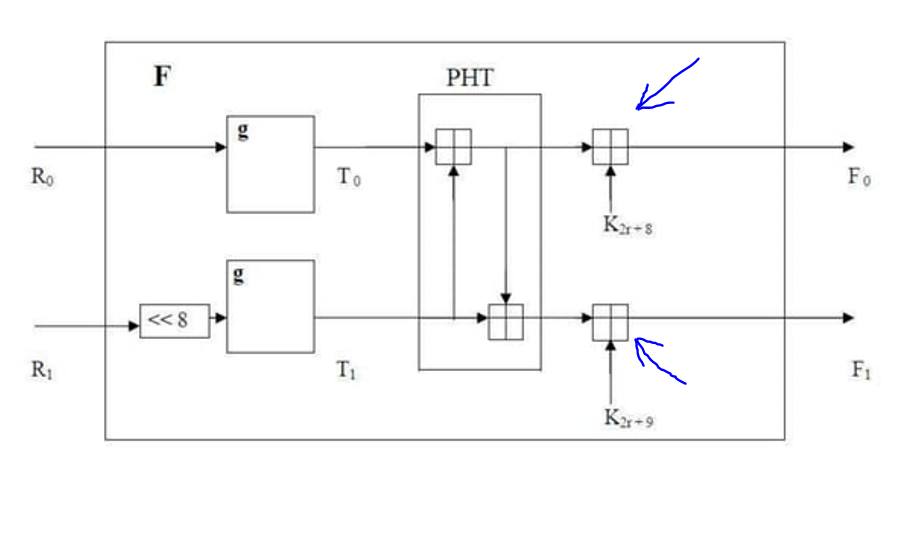 F
PHT
g
R₀
T₀
F₀
K₂ᵣ₊₈
g
<< 8
R₁
T₁
F₁
K₂ᵣ₊₉